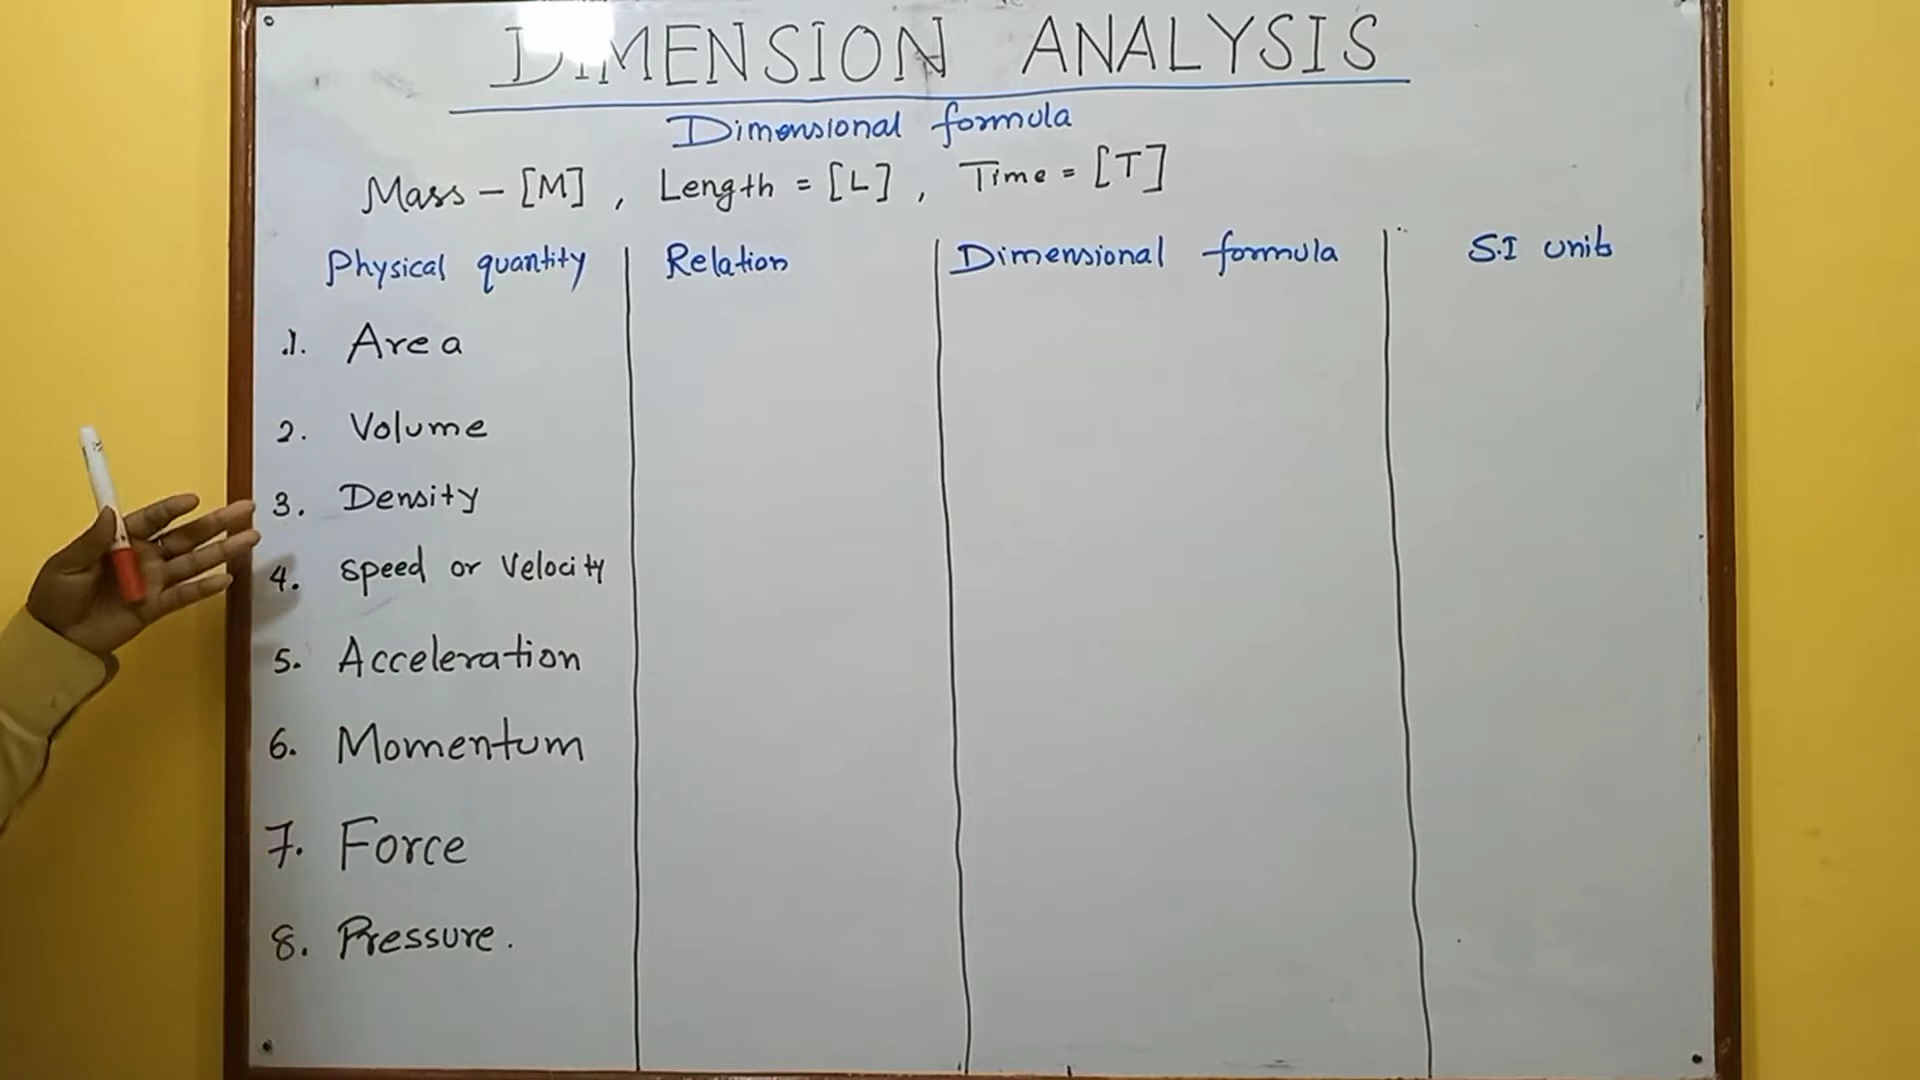 DIMENSION ANALYSIS
Dimensional formula
Mass - [M] , Length = [L] , Time = [T]
Physical quantity Relation Dimensional formula S.I unit
1. Area
2. Volume
3. Density
4. Speed or Velocity
5. Acceleration
6. Momentum
7. Force
8. Pressure.